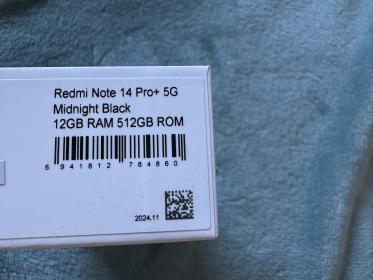 Redmi Note 14 Pro+ 5G
Midnight Black
12GB RAM 512GB ROM
6 941812 784860
2024.11